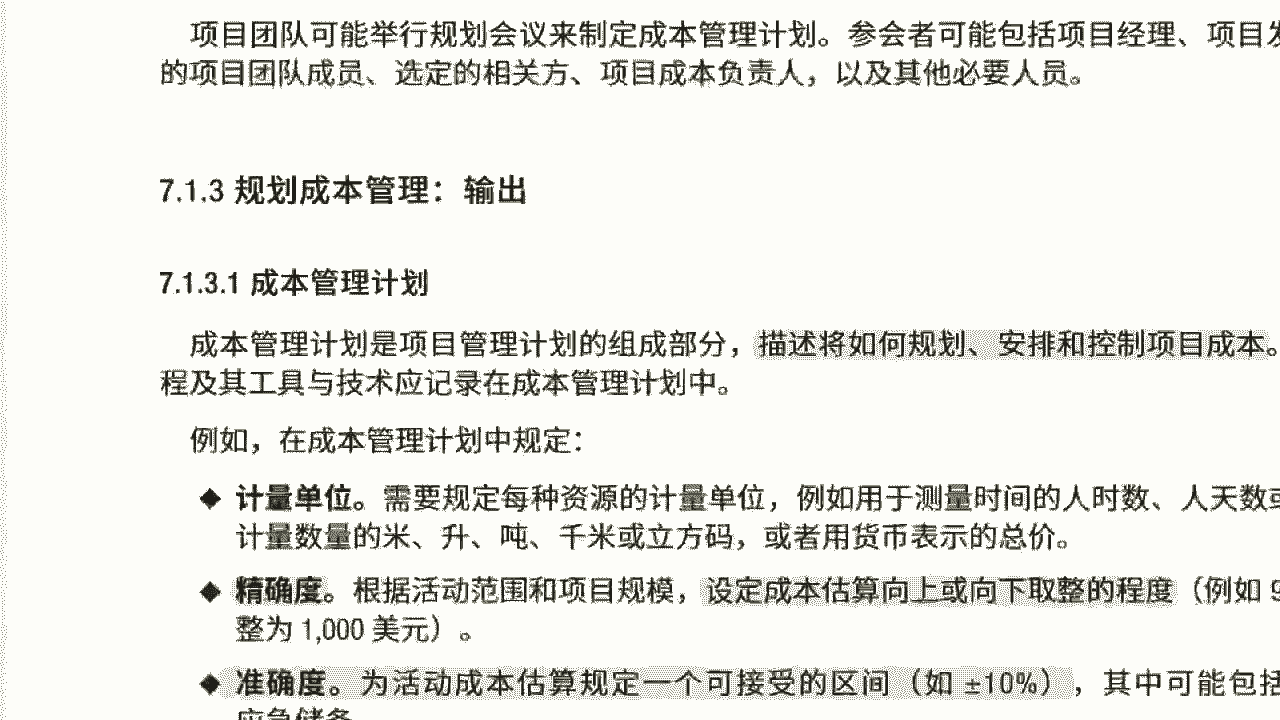 项目团队可能举行规划会议来制定成本管理计划。参会者可能包括项目经理、项目发
的项目团队成员、选定的相关方、项目成本负责人，以及其他必要人员。
7.1.3 规划成本管理：输出
7.1.3.1 成本管理计划
成本管理计划是项目管理计划的组成部分，描述将如何规划、安排和控制项目成本。
程及其工具与技术应记录在成本管理计划中。
例如，在成本管理计划中规定：
◆ 计量单位。需要规定每种资源的计量单位，例如用于测量时间的人时数、人天数或
计量数量的米、升、吨、千米或立方码，或者用货币表示的总价。
◆ 精确度。根据活动范围和项目规模，设定成本估算向上或向下取整的程度（例如 9
整为 1,000 美元）。
◆ 准确度。为活动成本估算规定一个可接受的区间（如 ±10%），其中可能包括
应急储备